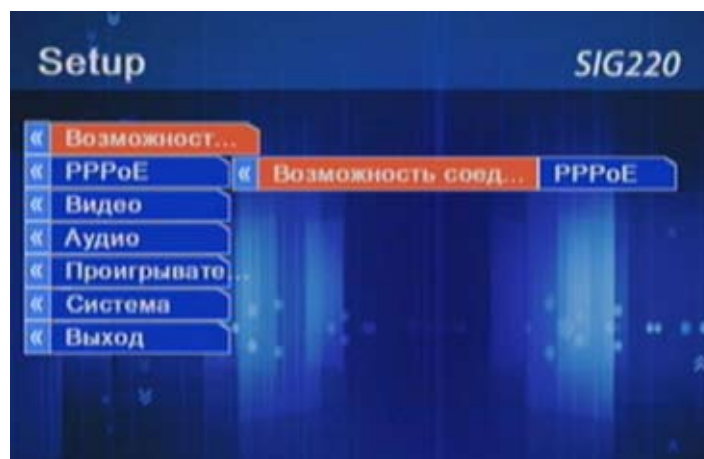 Setup
SIG220
Возможност...
PPPoE
Возможность соед... PPPoE
Видео
Аудио
Проигрывате...
Система
Выход